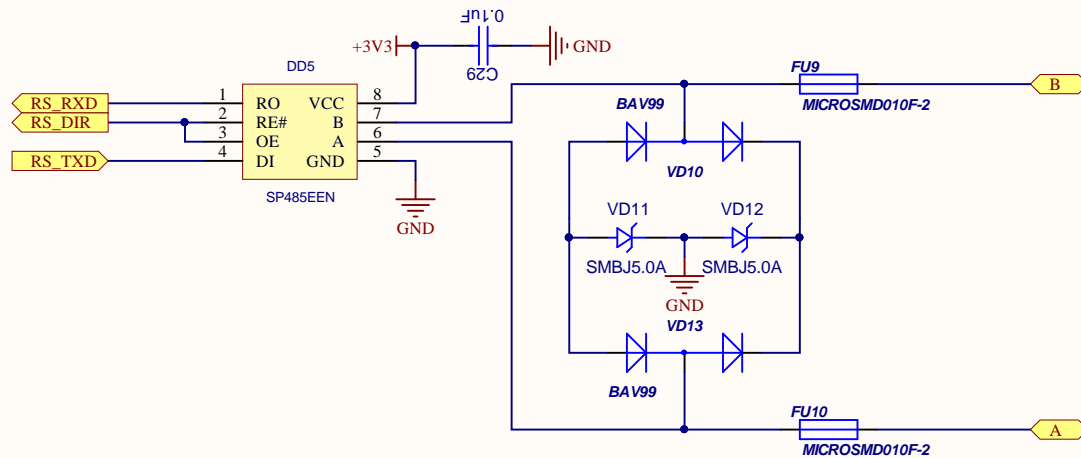 0.1uF
+3V3
GND
C29
DD5
FU9
B
RS_RXD
1
RO
VCC
8
BAV99
MICROSMD010F-2
RS_DIR
2
RE#
B
7
3
OE
A
6
RS_TXD
4
DI
GND
5
VD10
SP485EEN
GND
VD11
VD12
SMBJ5.0A
SMBJ5.0A
GND
VD13
BAV99
FU10
A
MICROSMD010F-2